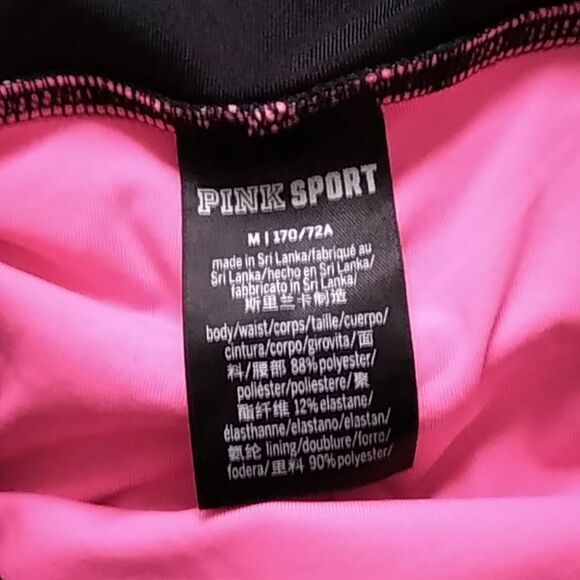 PINK SPORT
M | 170/72A
made in Sri Lanka/fabriqué au
Sri Lanka/hecho en Sri Lanka/
fabbricato in Sri Lanka/
斯里兰卡制造
body/waist/corps/taille/cuerpo/
cintura/corpo/girovita/面
料/腰部 88% polyester/
poliéster/poliestere/聚
酯纤维 12% elastane/
élasthanne/elastano/elastan/
氨纶 lining/doublure/forro/
fodera/里料 90% polyester/